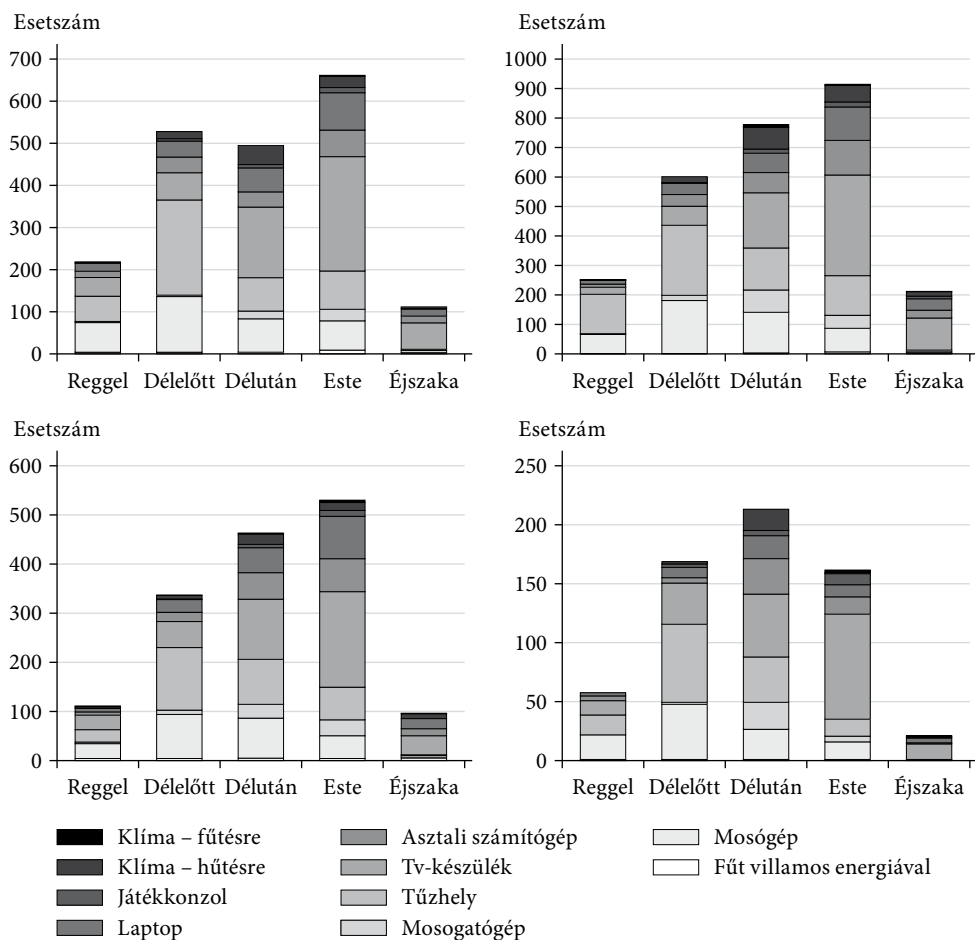 Esetszám
700
600
500
400
300
200
100
0
Reggel Délelőtt Délután Este Éjszaka
Esetszám
1000
900
800
700
600
500
400
300
200
100
0
Reggel Délelőtt Délután Este Éjszaka
Esetszám
600
500
400
300
200
100
0
Reggel Délelőtt Délután Este Éjszaka
Esetszám
250
200
150
100
50
0
Reggel Délelőtt Délután Este Éjszaka
Klíma – fűtésre
Klíma – hűtésre
Játékkonzol
Laptop
Asztali számítógép
Tv-készülék
Tűzhely
Mosogatógép
Mosógép
Fűt villamos energiával